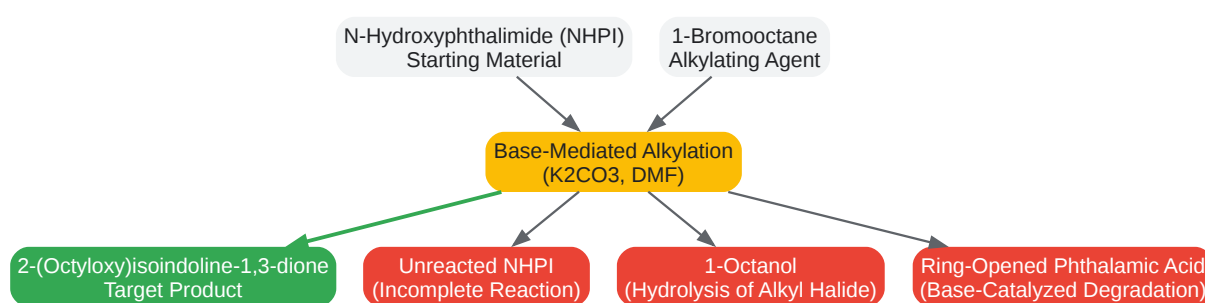 N-Hydroxyphthalimide (NHPI)
Starting Material
1-Bromooctane
Alkylating Agent
Base-Mediated Alkylation
(K2CO3, DMF)
2-(Octyloxy)isoindoline-1,3-dione
Target Product
Unreacted NHPI
(Incomplete Reaction)
1-Octanol
(Hydrolysis of Alkyl Halide)
Ring-Opened Phthalamic Acid
(Base-Catalyzed Degradation)